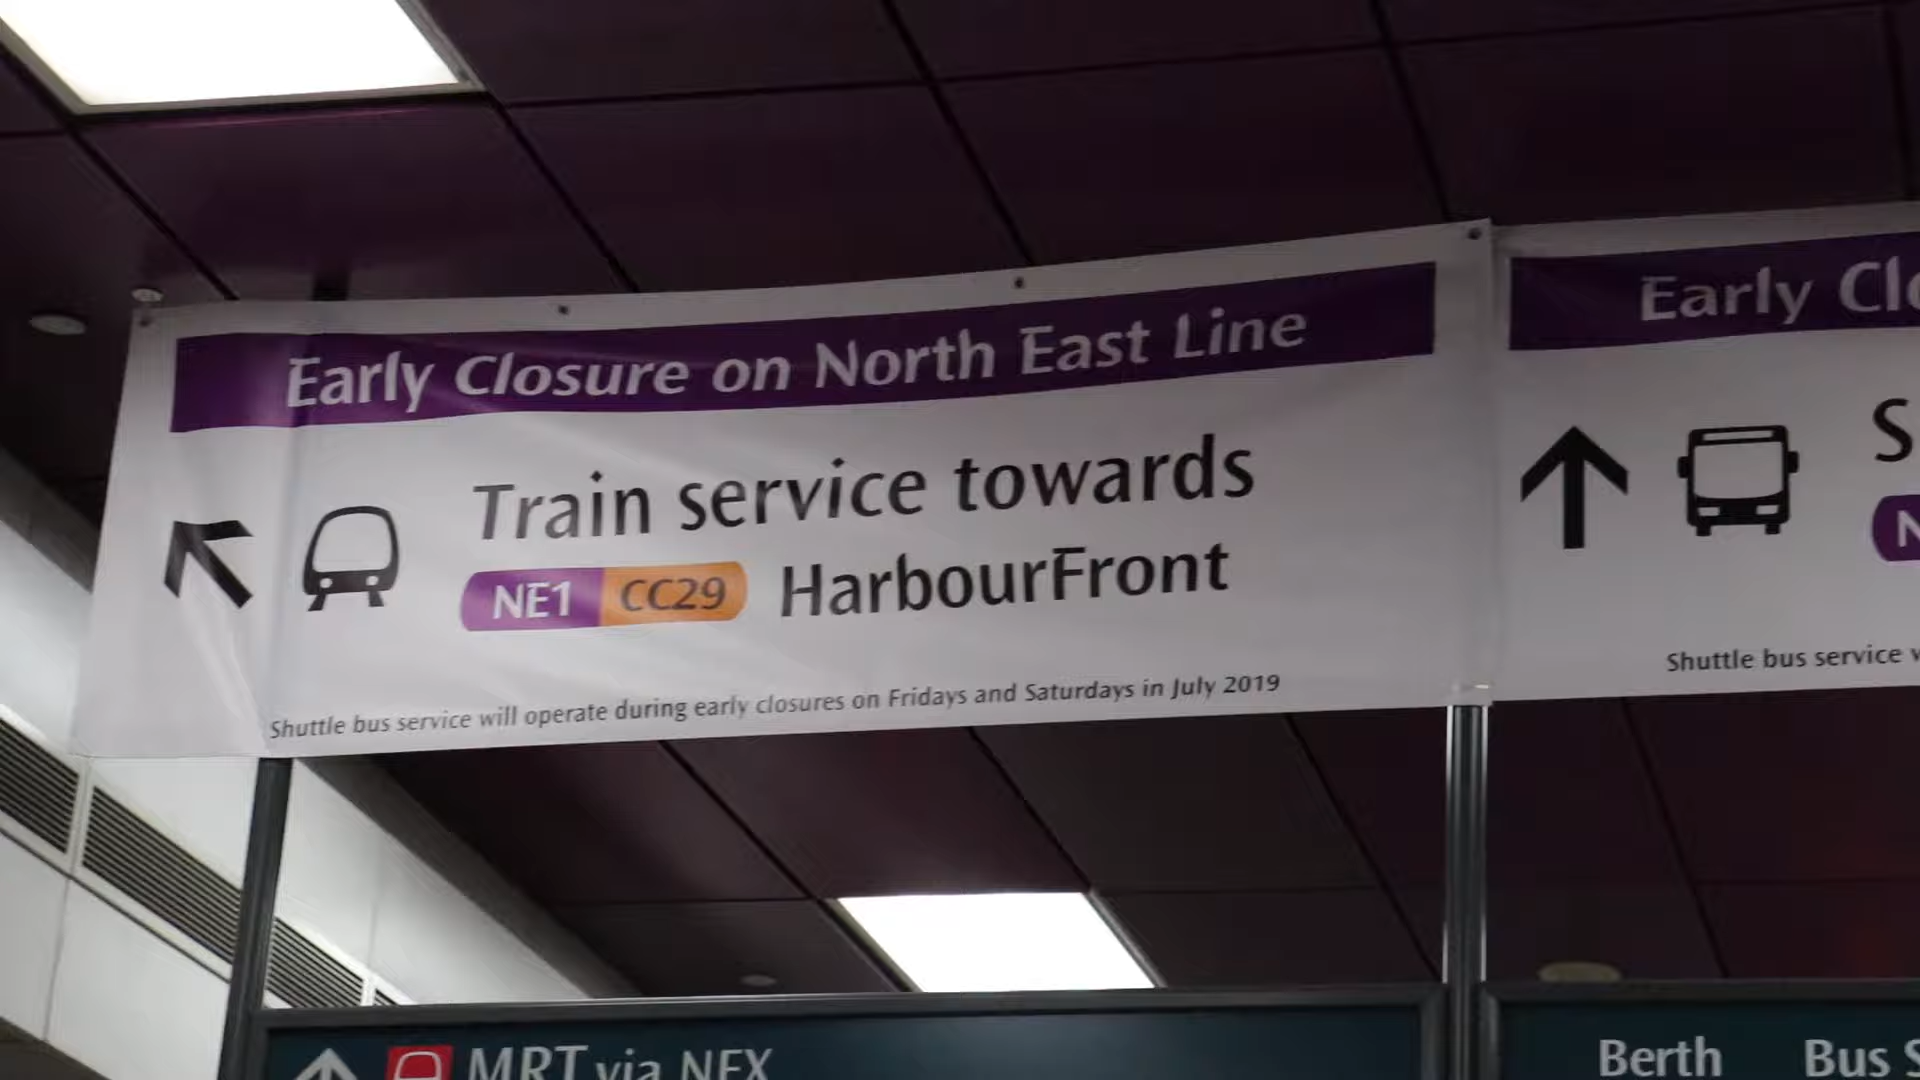 Early Closure on North East Line
Train service towards
NE1 CC29 HarbourFront
Shuttle bus service will operate during early closures on Fridays and Saturdays in July 2019
Early
Shuttle bus service
MRT via NEX
Berth Bus